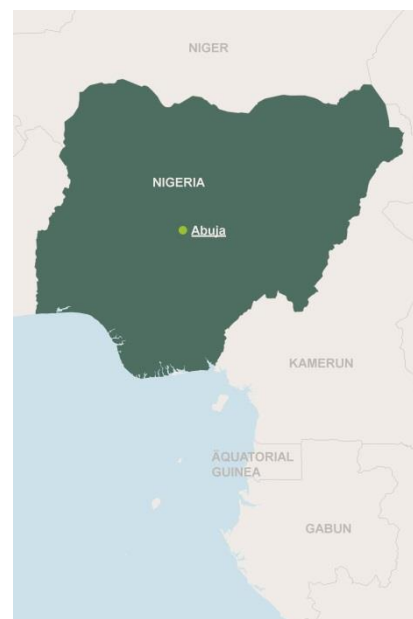 NIGER
NIGERIA
Abuja
KAMERUN
ÄQUATORIAL
GUINEA
GABUN